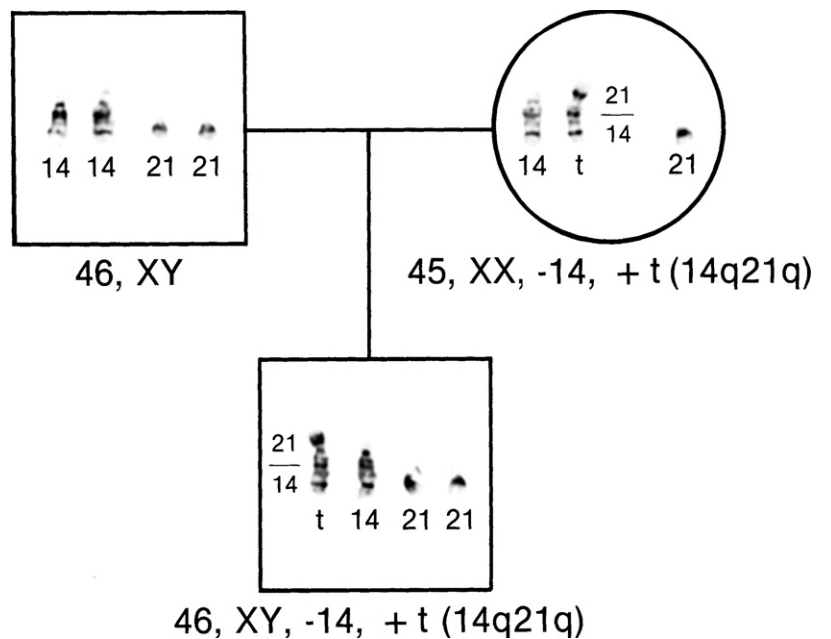 14 14 21 21
46, XY
21
14
14 t 21
45, XX, -14, + t (14q21q)
21
14
t 14 21 21
46, XY, -14, + t (14q21q)